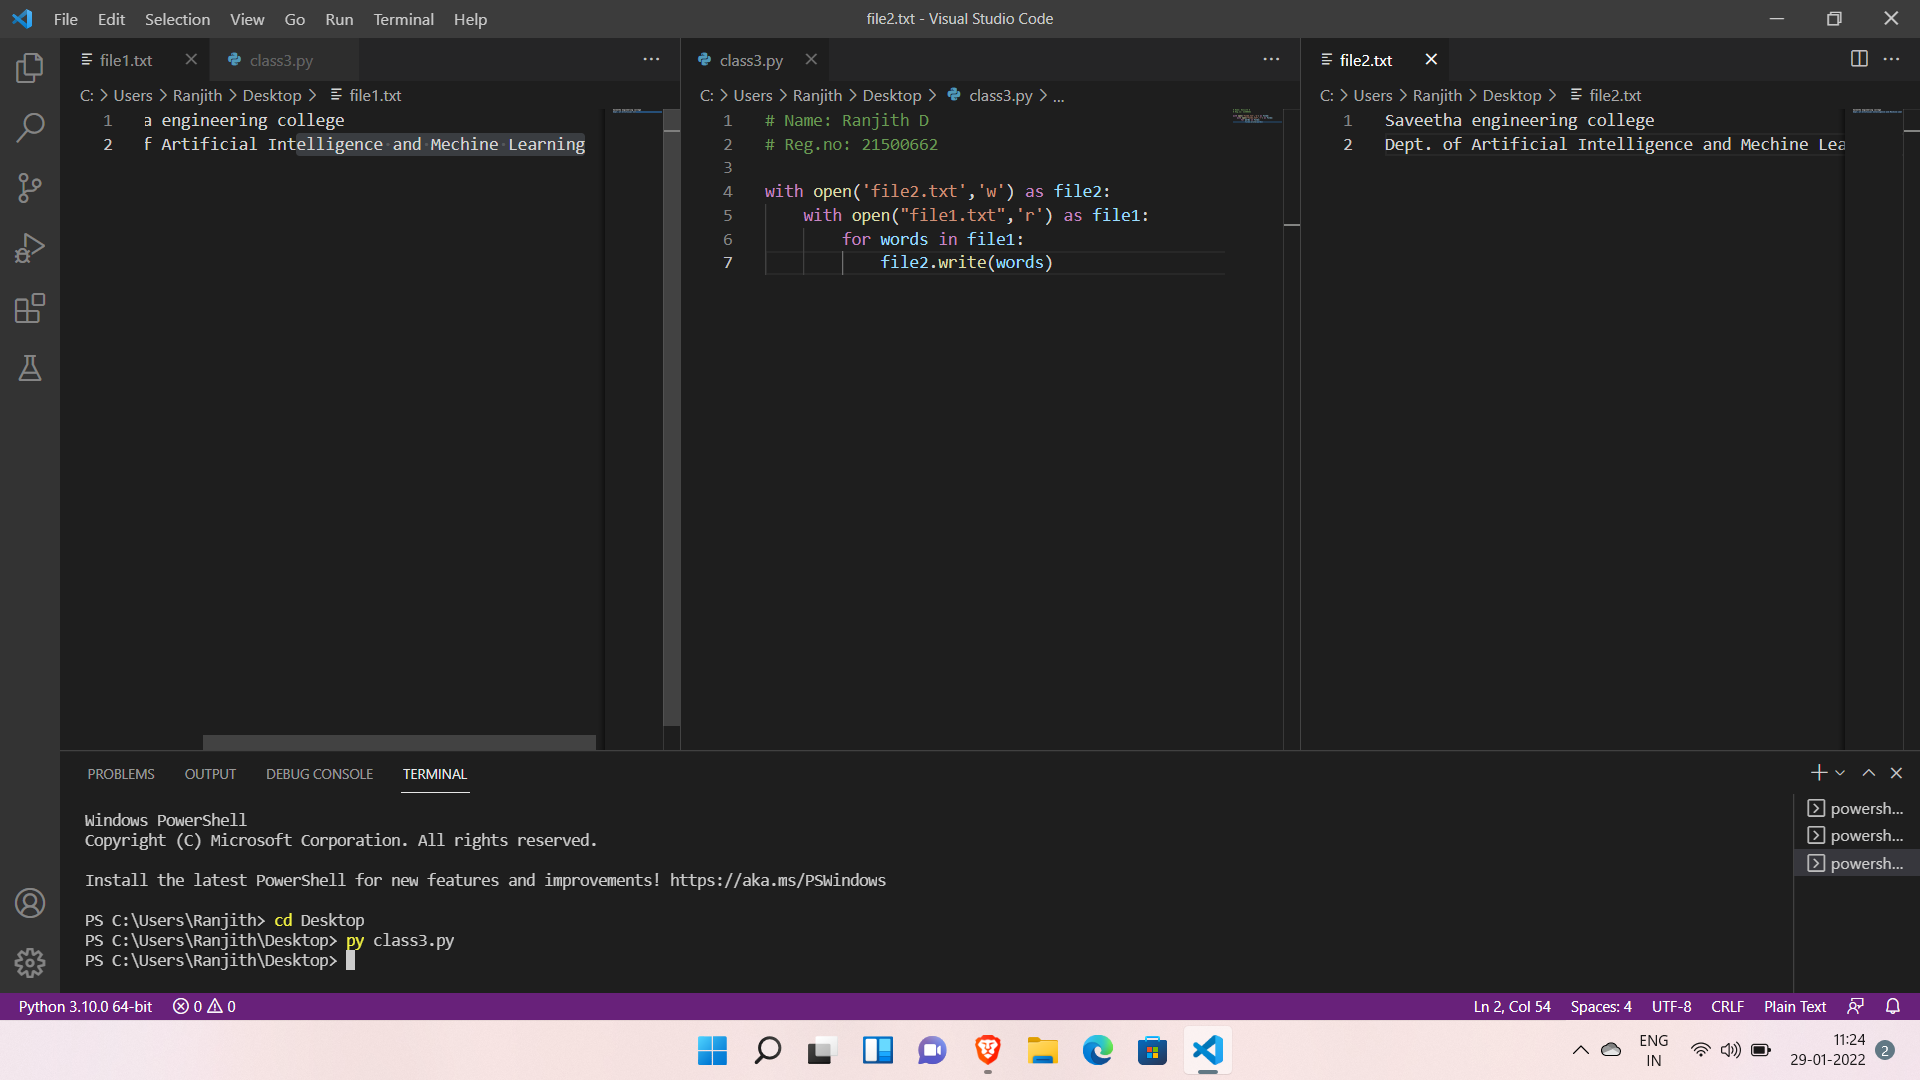 File Edit Selection View Go Run Terminal Help
file2.txt - Visual Studio Code
file1.txt
class3.py
C: > Users > Ranjith > Desktop > file1.txt
1 a engineering college
2 f Artificial Intelligence and Mechine Learning
class3.py
C: > Users > Ranjith > Desktop > class3.py > ...
1 # Name: Ranjith D
2 # Reg.no: 21500662
3
4 with open('file2.txt','w') as file2:
5 with open("file1.txt",'r') as file1:
6 for words in file1:
7 file2.write(words)
file2.txt
C: > Users > Ranjith > Desktop > file2.txt
1 Saveetha engineering college
2 Dept. of Artificial Intelligence and Mechine Lea
PROBLEMS OUTPUT DEBUG CONSOLE TERMINAL
Windows PowerShell
Copyright (C) Microsoft Corporation. All rights reserved.
Install the latest PowerShell for new features and improvements! https://aka.ms/PSWindows
PS C:\Users\Ranjith> cd Desktop
PS C:\Users\Ranjith\Desktop> py class3.py
PS C:\Users\Ranjith\Desktop>
powersh...
powersh...
powersh...
Python 3.10.0 64-bit 0 0
Ln 2, Col 54 Spaces: 4 UTF-8 CRLF Plain Text
ENG
IN
11:24
29-01-2022
2